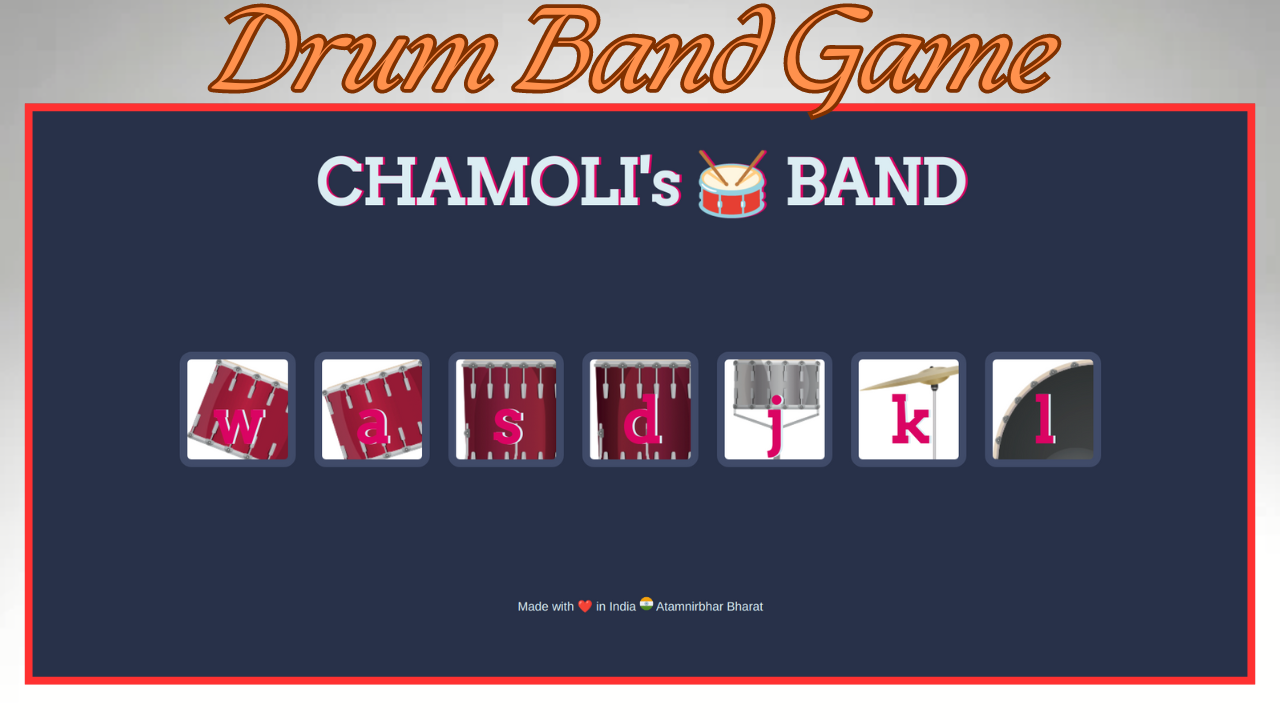 Drum Band Game
CHAMOLI's 🥁 BAND
w a s d j k l
Made with ❤️ in India Atamnirbhar Bharat